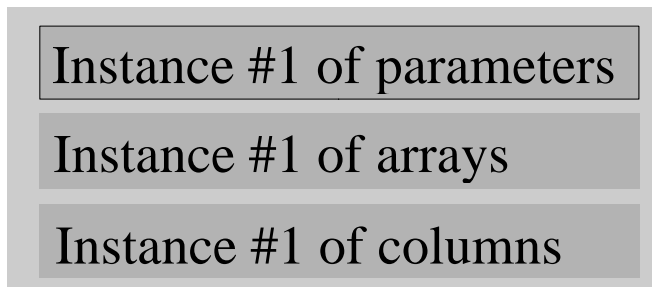 Instance #1 of parameters
Instance #1 of arrays
Instance #1 of columns